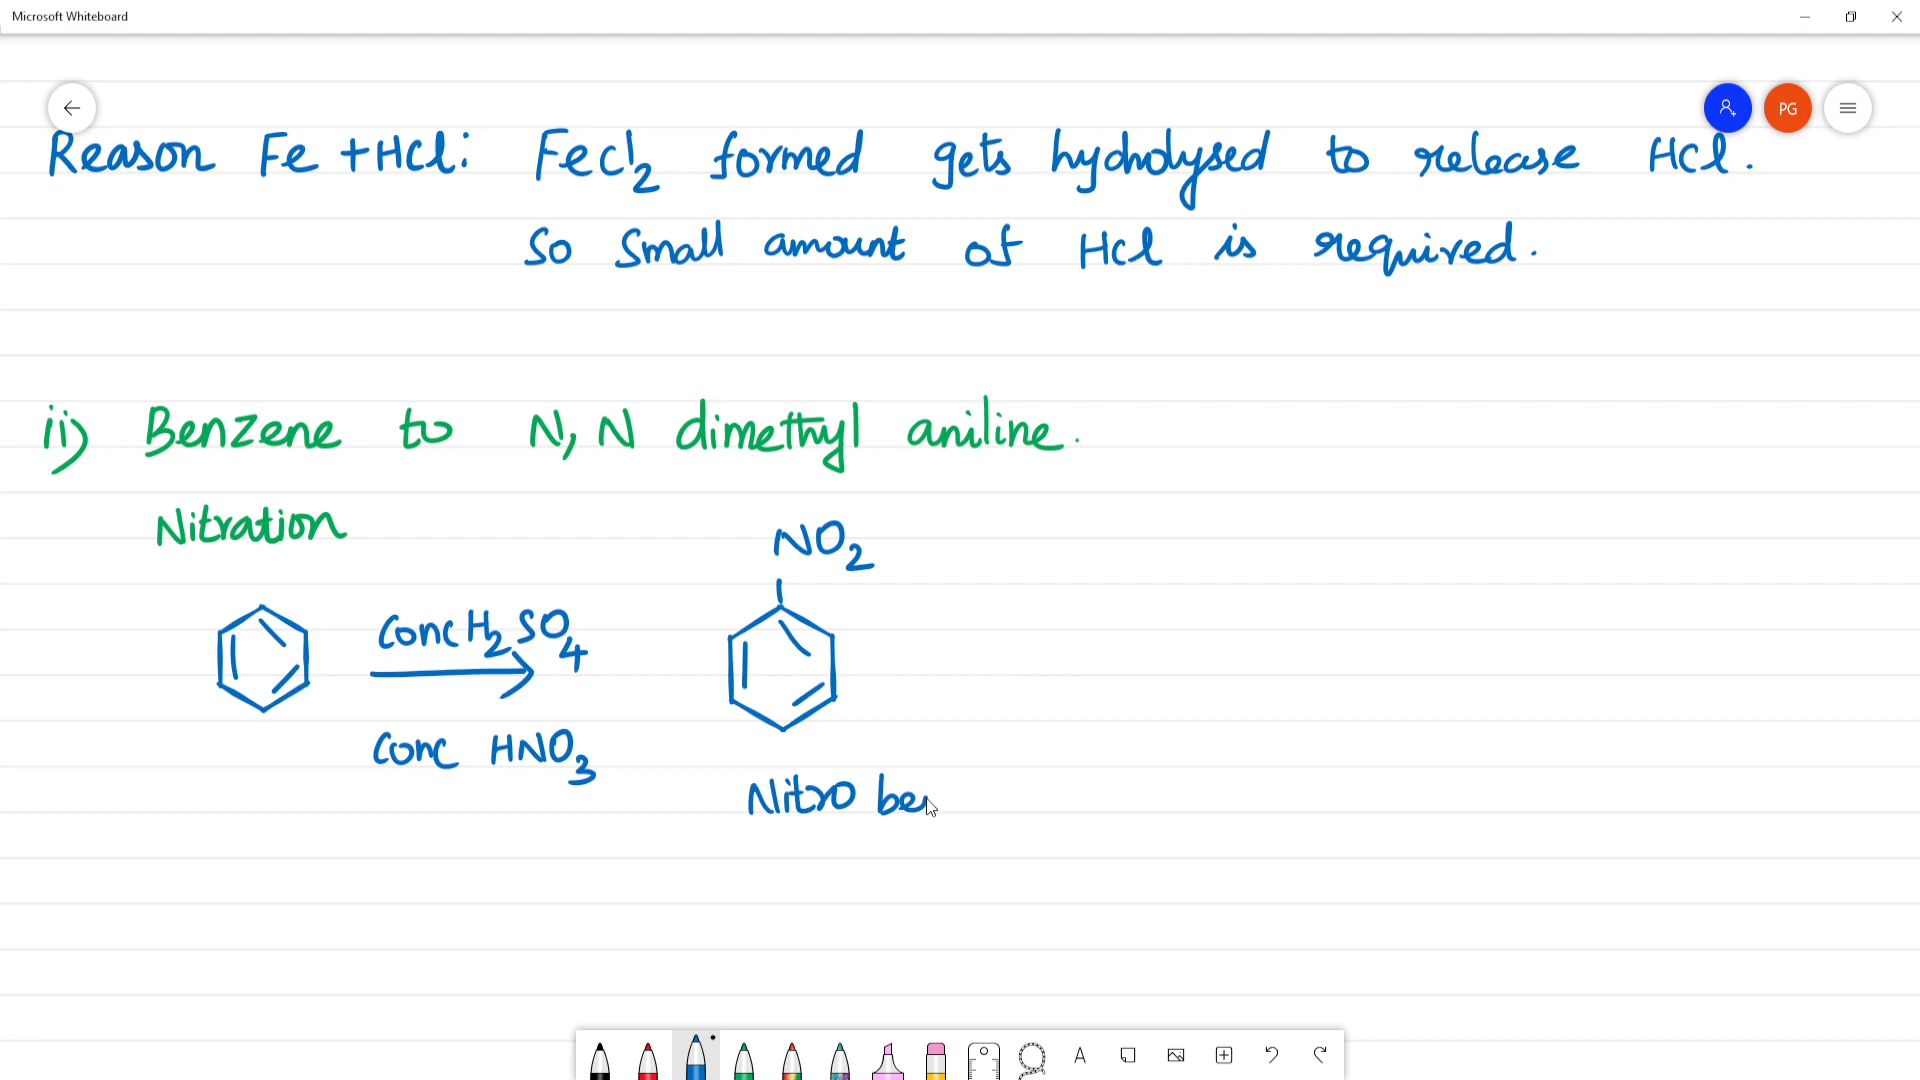 Microsoft Whiteboard
PG
Reason Fe + HCl: FeCl2 formed gets hydrolysed to release HCl.
So small amount of HCl is required.
ii) Benzene to N, N dimethyl aniline.
Nitration
NO2
Conc H2SO4
Conc HNO3
Nitro ben
A